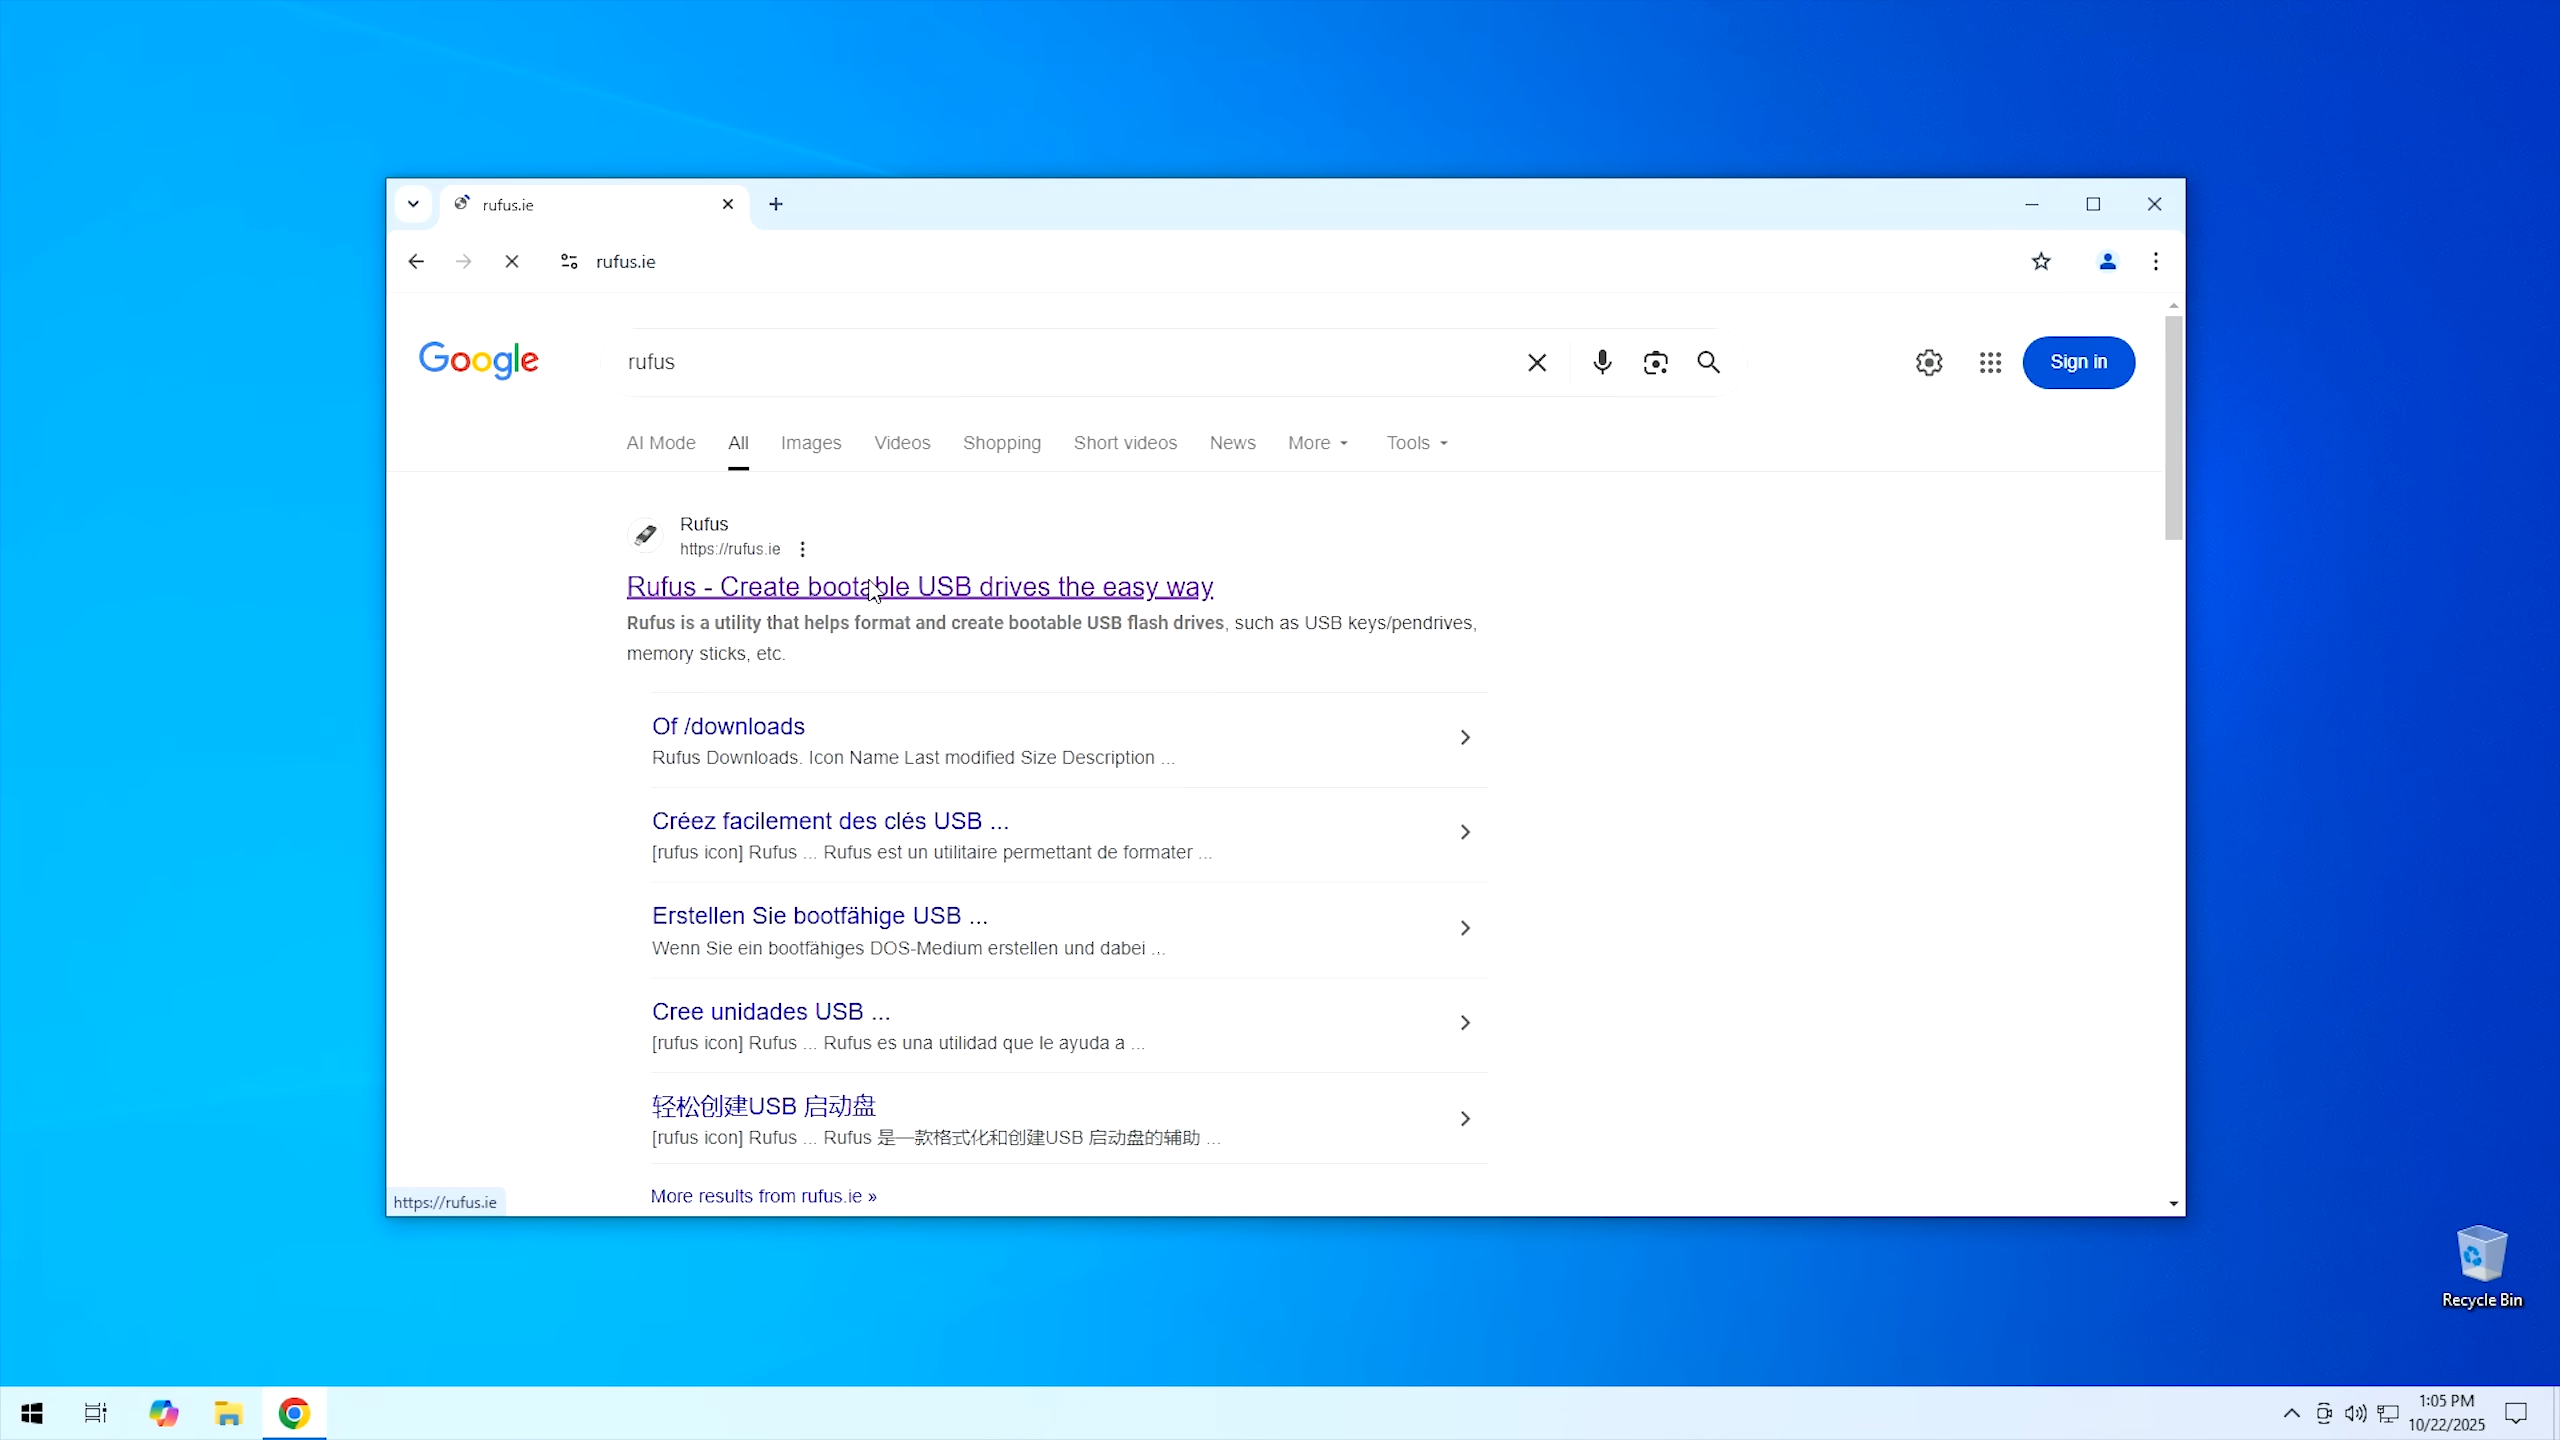 rufus.ie
rufus.ie
Google
rufus
Sign in
AI Mode
All
Images
Videos
Shopping
Short videos
News
More
Tools
Rufus
https://rufus.ie
Rufus - Create bootable USB drives the easy way
Rufus is a utility that helps format and create bootable USB flash drives, such as USB keys/pendrives,
memory sticks, etc.
Of /downloads
Rufus Downloads. Icon Name Last modified Size Description ...
Créez facilement des clés USB ...
[rufus icon] Rufus ... Rufus est un utilitaire permettant de formater ...
Erstellen Sie bootfähige USB ...
Wenn Sie ein bootfähiges DOS-Medium erstellen und dabei ...
Cree unidades USB ...
[rufus icon] Rufus ... Rufus es una utilidad que le ayuda a ...
轻松创建USB 启动盘
[rufus icon] Rufus ... Rufus 是一款格式化和创建USB 启动盘的辅助 ...
More results from rufus.ie »
https://rufus.ie
Recycle Bin
1:05 PM
10/22/2025